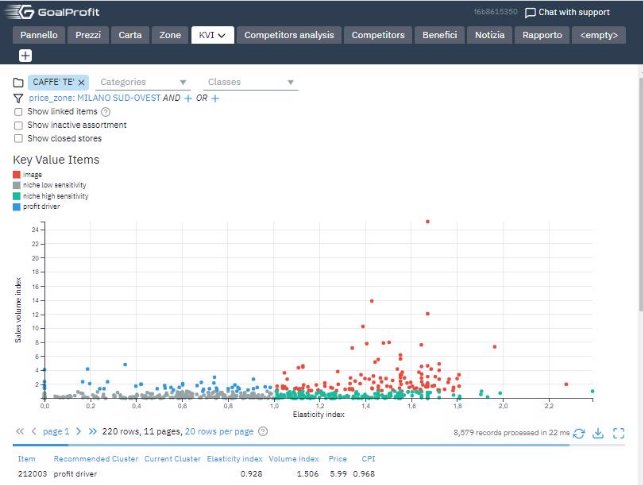 GoalProfit
f6b8615350 Chat with support
Pannello Prezzi Carta Zone KVI Competitors analysis Competitors Benefici Notizia Rapporto <empty>
CAFFE' TE' Categories Classes
price_zone: MILANO SUD-OVEST AND + OR +
Show linked items
Show inactive assortment
Show closed stores
Key Value Items
image
niche low sensitivity
niche high sensitivity
profit driver
24
22
20
18
16
14
12
10
8
6
4
2
Sales volume index
0,0 0,2 0,4 0,6 0,8 1,0 1,2 1,4 1,6 1,8 2,0 2,2
Elasticity index
page 1 220 rows, 11 pages, 20 rows per page 8,579 records processed in 22 ms
Item Recommended Cluster Current Cluster Elasticity index Volume index Price CPI
212003 profit driver 0.928 1.506 5.99 0.968